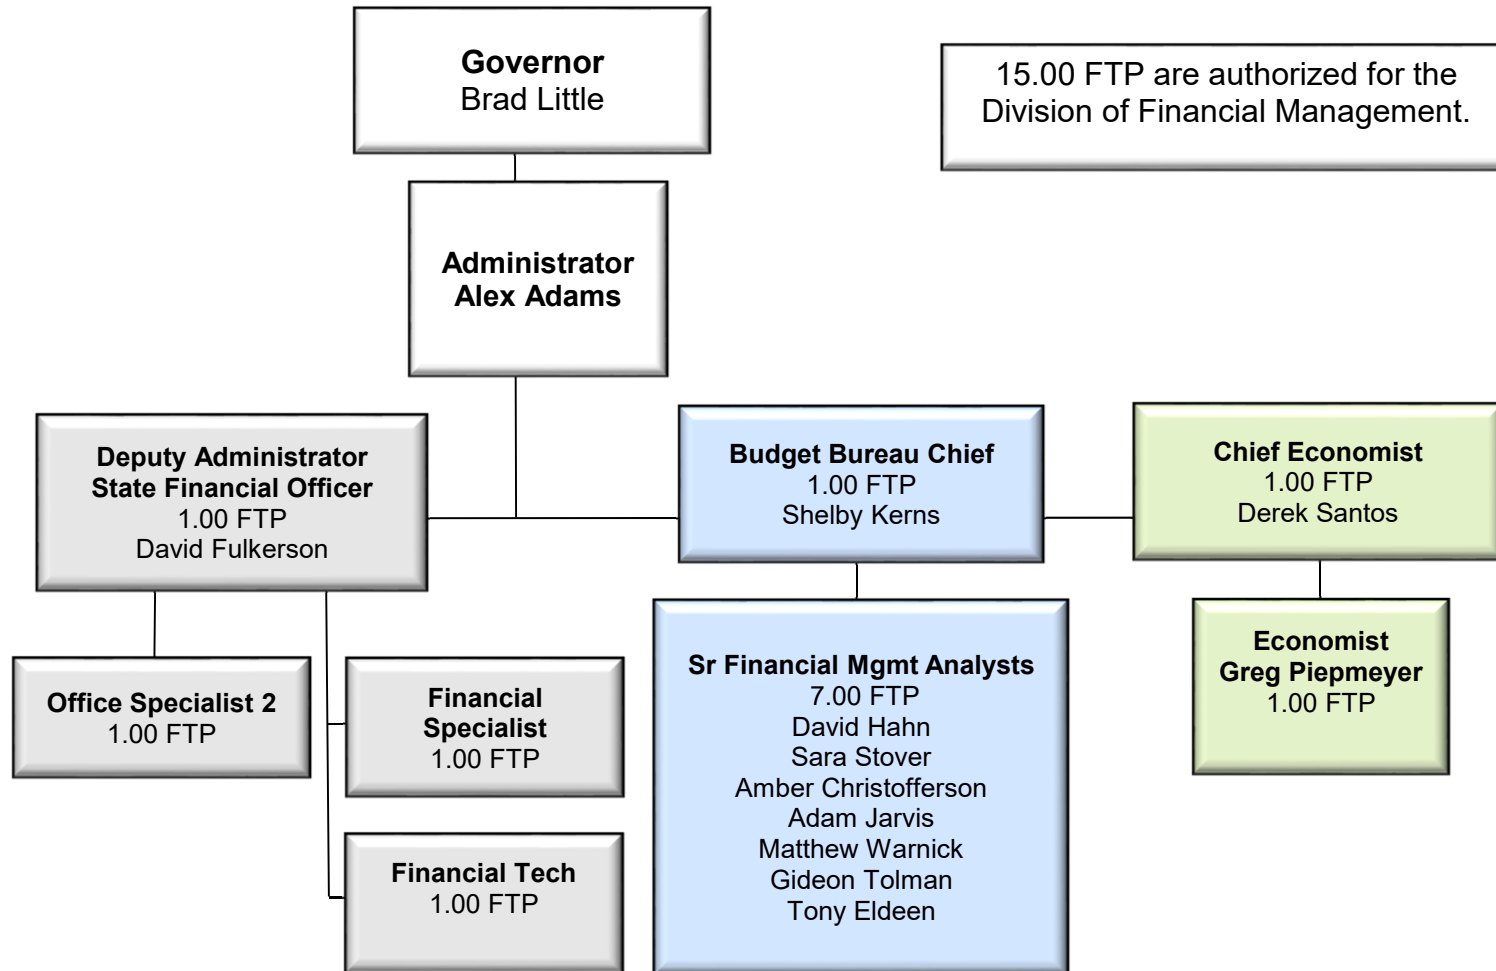 Governor
Brad Little
15.00 FTP are authorized for the
Division of Financial Management.
Administrator
Alex Adams
Deputy Administrator
State Financial Officer
1.00 FTP
David Fulkerson
Budget Bureau Chief
1.00 FTP
Shelby Kerns
Chief Economist
1.00 FTP
Derek Santos
Office Specialist 2
1.00 FTP
Financial
Specialist
1.00 FTP
Financial Tech
1.00 FTP
Sr Financial Mgmt Analysts
7.00 FTP
David Hahn
Sara Stover
Amber Christofferson
Adam Jarvis
Matthew Warnick
Gideon Tolman
Tony Eldeen
Economist
Greg Piepmeyer
1.00 FTP